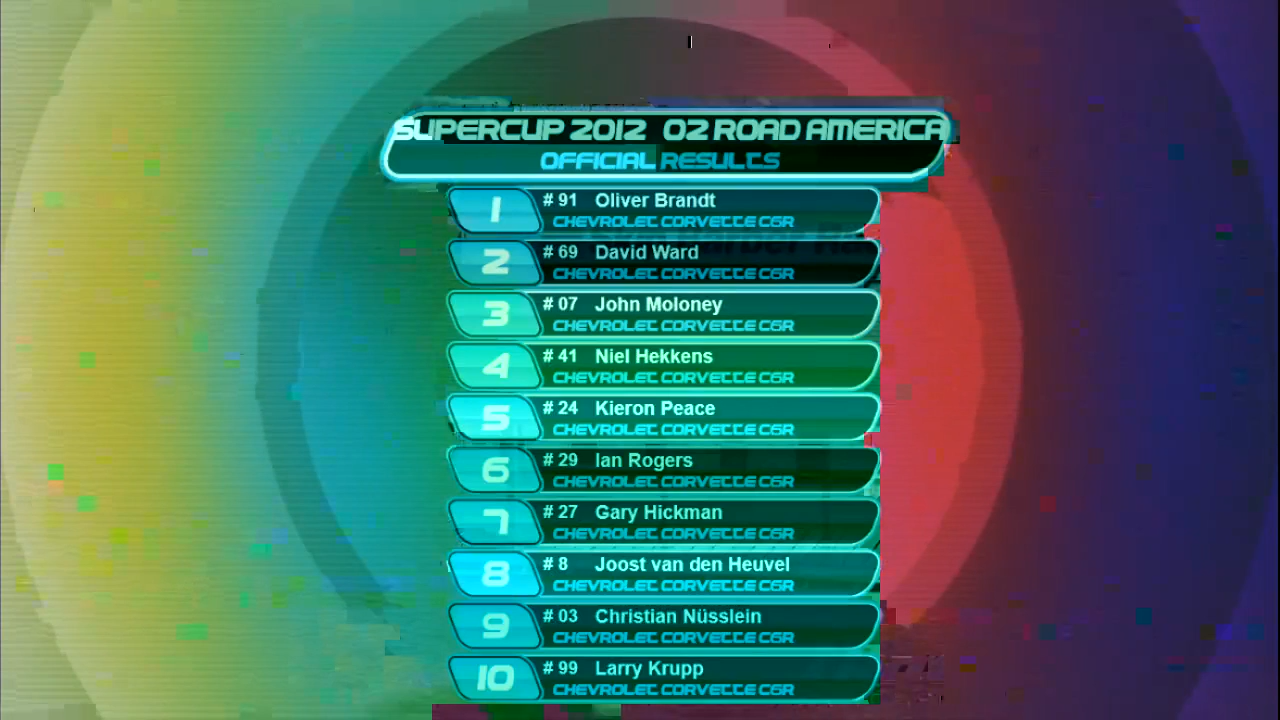 SUPERCUP 2012 02 ROAD AMERICA
OFFICIAL RESULTS
1 # 91 Oliver Brandt
CHEVROLET CORVETTE C6R
2 # 69 David Ward
CHEVROLET CORVETTE C6R
3 # 07 John Moloney
CHEVROLET CORVETTE C6R
4 # 41 Niel Hekkens
CHEVROLET CORVETTE C6R
5 # 24 Kieron Peace
CHEVROLET CORVETTE C6R
6 # 29 Ian Rogers
CHEVROLET CORVETTE C6R
7 # 27 Gary Hickman
CHEVROLET CORVETTE C6R
8 # 8 Joost van den Heuvel
CHEVROLET CORVETTE C6R
9 # 03 Christian Nüsslein
CHEVROLET CORVETTE C6R
10 # 99 Larry Krupp
CHEVROLET CORVETTE C6R